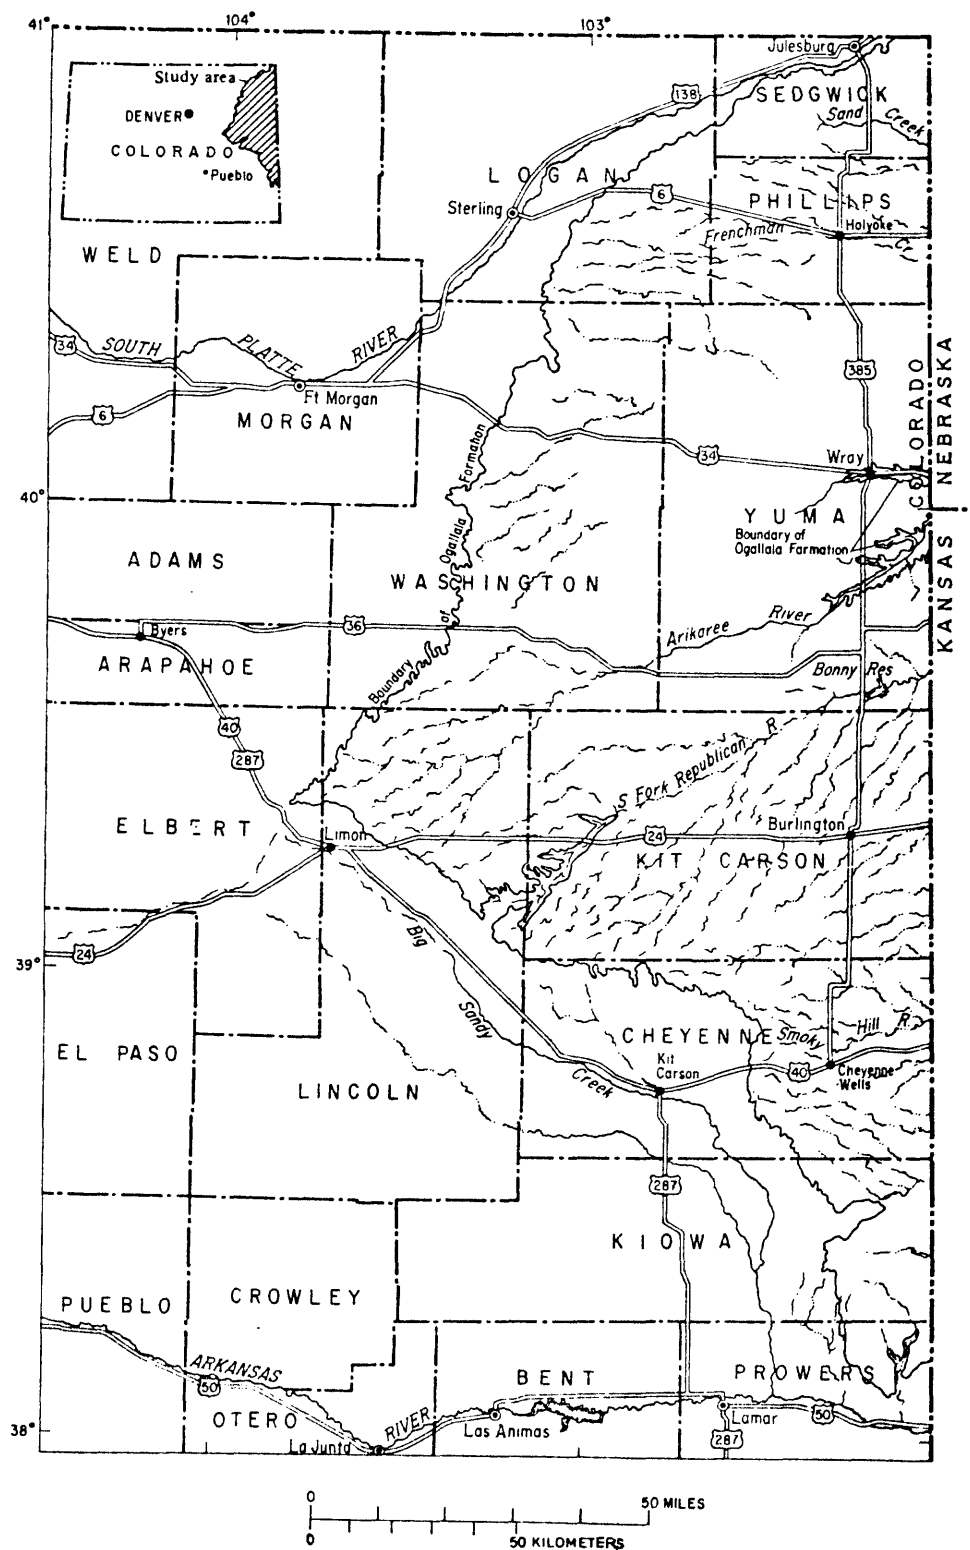 41°
104°
103°
Study area
DENVER
COLORADO
Pueblo
Julesburg
138
SEDGWICK
Sand Creek
LOGAN
Sterling
6
PHILLIPS
Frenchman
Cr
Holyoke
WELD
34
SOUTH PLATTE RIVER
6
Ft Morgan
MORGAN
385
COLORADO
NEBRASKA
KANSAS
34
Wray
40°
YUMA
Boundary of
Ogallala Formation
Boundary of Ogallala Formation
ADAMS
WASHINGTON
36
Byers
Arikaree River
ARAPAHOE
Bonny Res
40
287
S Fork Republican R.
ELBERT
Limon
24
Burlington
KIT CARSON
24
39°
Big Sandy Creek
CHEYENNE
Smoky Hill R.
EL PASO
Kit
Carson
40
Cheyenne
Wells
LINCOLN
287
KIOWA
PUEBLO
CROWLEY
ARKANSAS RIVER
50
BENT
PROWERS
38°
OTERO
La Junta
Las Animas
Lamar
50
287
0 50 MILES
0 50 KILOMETERS